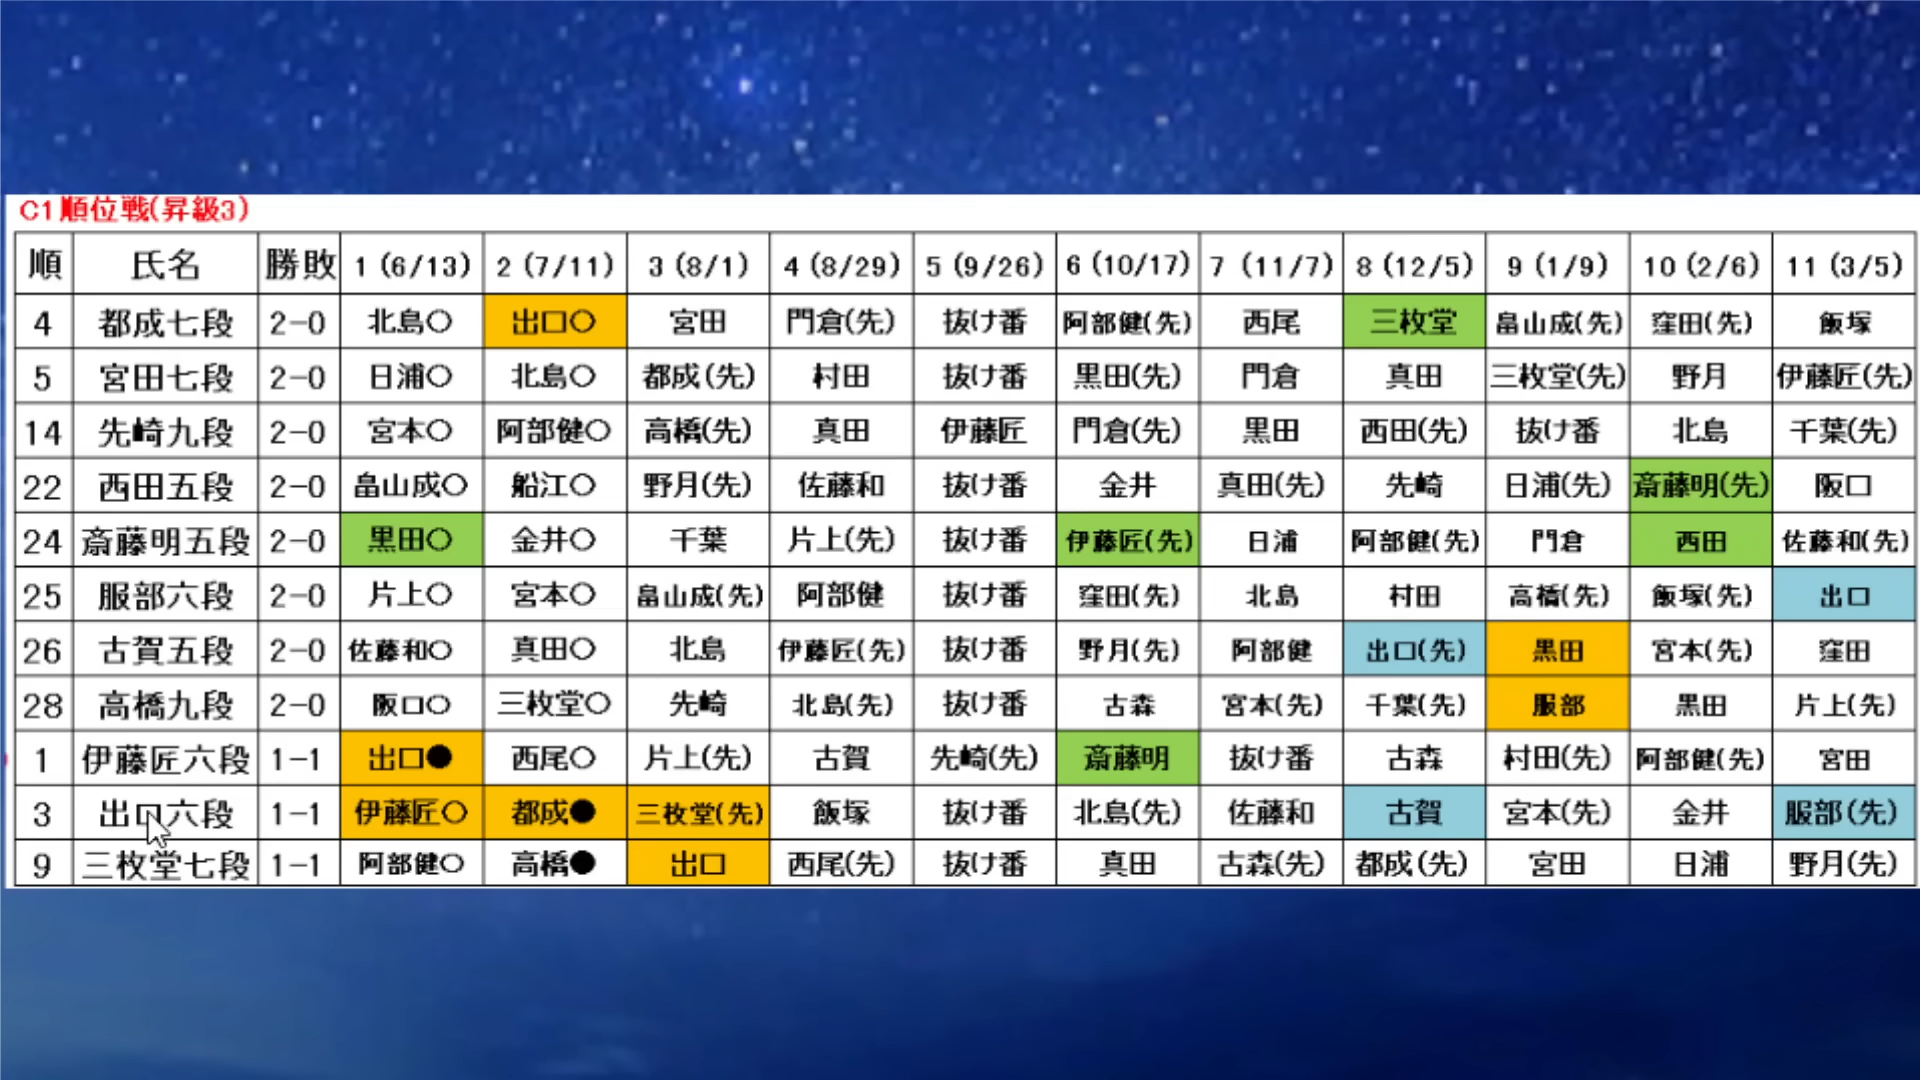 C1順位戦(昇級3)
順 氏名 勝敗 1 (6/13) 2 (7/11) 3 (8/1) 4 (8/29) 5 (9/26) 6 (10/17) 7 (11/7) 8 (12/5) 9 (1/9) 10 (2/6) 11 (3/5)
4 都成七段 2-0 北島○ 出口○ 宮田 門倉(先) 抜け番 阿部健(先) 西尾 三枚堂 畠山成(先) 窪田(先) 飯塚
5 宮田七段 2-0 日浦○ 北島○ 都成(先) 村田 抜け番 黒田(先) 門倉 真田 三枚堂(先) 野月 伊藤匠(先)
14 先崎九段 2-0 宮本○ 阿部健○ 高橋(先) 真田 伊藤匠 門倉(先) 黒田 西田(先) 抜け番 北島 千葉(先)
22 西田五段 2-0 畠山成○ 船江○ 野月(先) 佐藤和 抜け番 金井 真田(先) 先崎 日浦(先) 斎藤明(先) 阪口
24 斎藤明五段 2-0 黒田○ 金井○ 千葉 片上(先) 抜け番 伊藤匠(先) 日浦 阿部健(先) 門倉 西田 佐藤和(先)
25 服部六段 2-0 片上○ 宮本○ 畠山成(先) 阿部健 抜け番 窪田(先) 北島 村田 高橋(先) 飯塚(先) 出口
26 古賀五段 2-0 佐藤和○ 真田○ 北島 伊藤匠(先) 抜け番 野月(先) 阿部健 出口(先) 黒田 宮本(先) 窪田
28 高橋九段 2-0 阪口○ 三枚堂○ 先崎 北島(先) 抜け番 古森 宮本(先) 千葉(先) 服部 黒田 片上(先)
1 伊藤匠六段 1-1 出口● 西尾○ 片上(先) 古賀 先崎(先) 斎藤明 抜け番 古森 村田(先) 阿部健(先) 宮田
3 出口六段 1-1 伊藤匠○ 都成● 三枚堂(先) 飯塚 抜け番 北島(先) 佐藤和 古賀 宮本(先) 金井 服部(先)
9 三枚堂七段 1-1 阿部健○ 高橋● 出口 西尾(先) 抜け番 真田 古森(先) 都成(先) 宮田 日浦 野月(先)